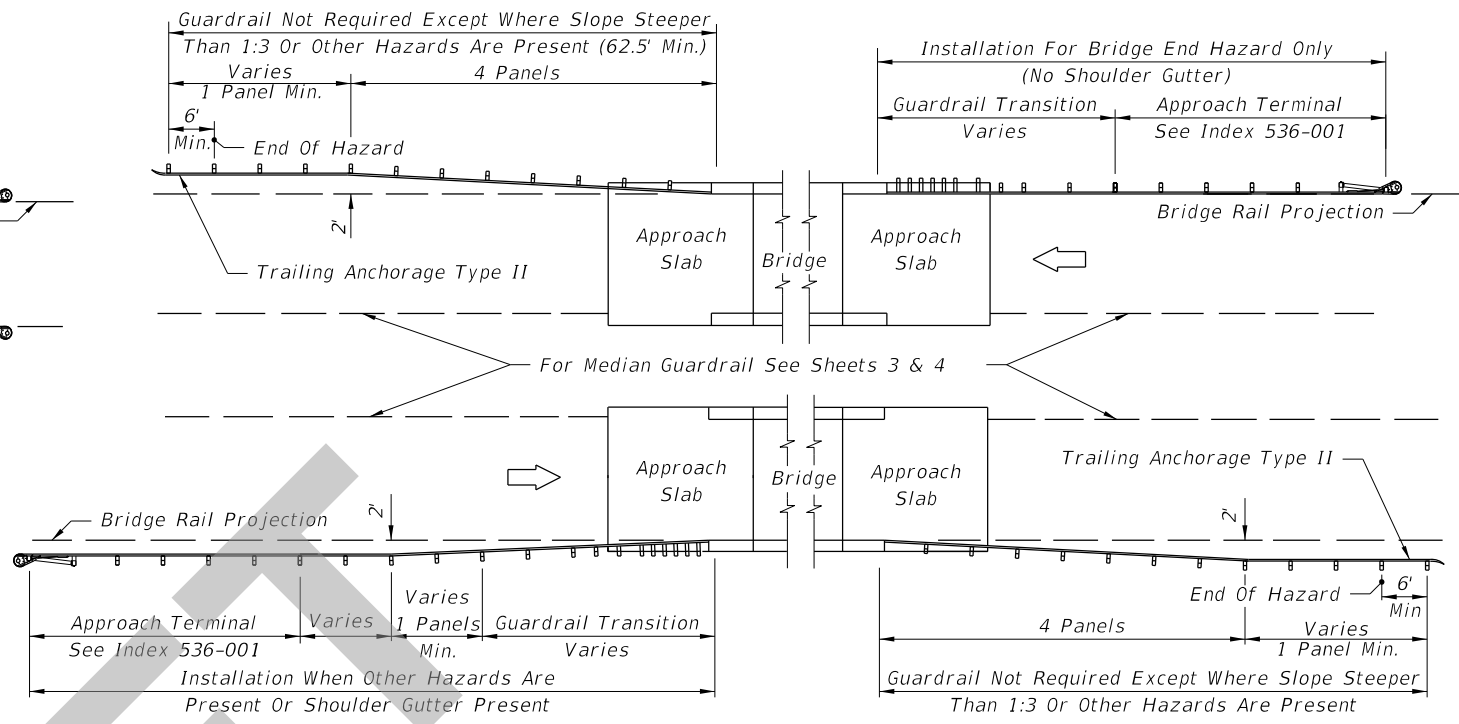 Guardrail Not Required Except Where Slope Steeper
Than 1:3 Or Other Hazards Are Present (62.5' Min.)
Varies
1 Panel Min.
4 Panels
6'
Min.
End Of Hazard
2'
Trailing Anchorage Type II
Installation For Bridge End Hazard Only
(No Shoulder Gutter)
Guardrail Transition
Varies
Approach Terminal
See Index 536-001
Bridge Rail Projection
Approach
Slab
Bridge
Approach
Slab
For Median Guardrail See Sheets 3 & 4
Approach
Slab
Bridge
Approach
Slab
Trailing Anchorage Type II
Bridge Rail Projection
2'
2'
End Of Hazard
6'
Min
Approach Terminal
See Index 536-001
Varies
Varies
1 Panels
Min.
Guardrail Transition
Varies
4 Panels
Varies
1 Panel Min.
Installation When Other Hazards Are
Present Or Shoulder Gutter Present
Guardrail Not Required Except Where Slope Steeper
Than 1:3 Or Other Hazards Are Present